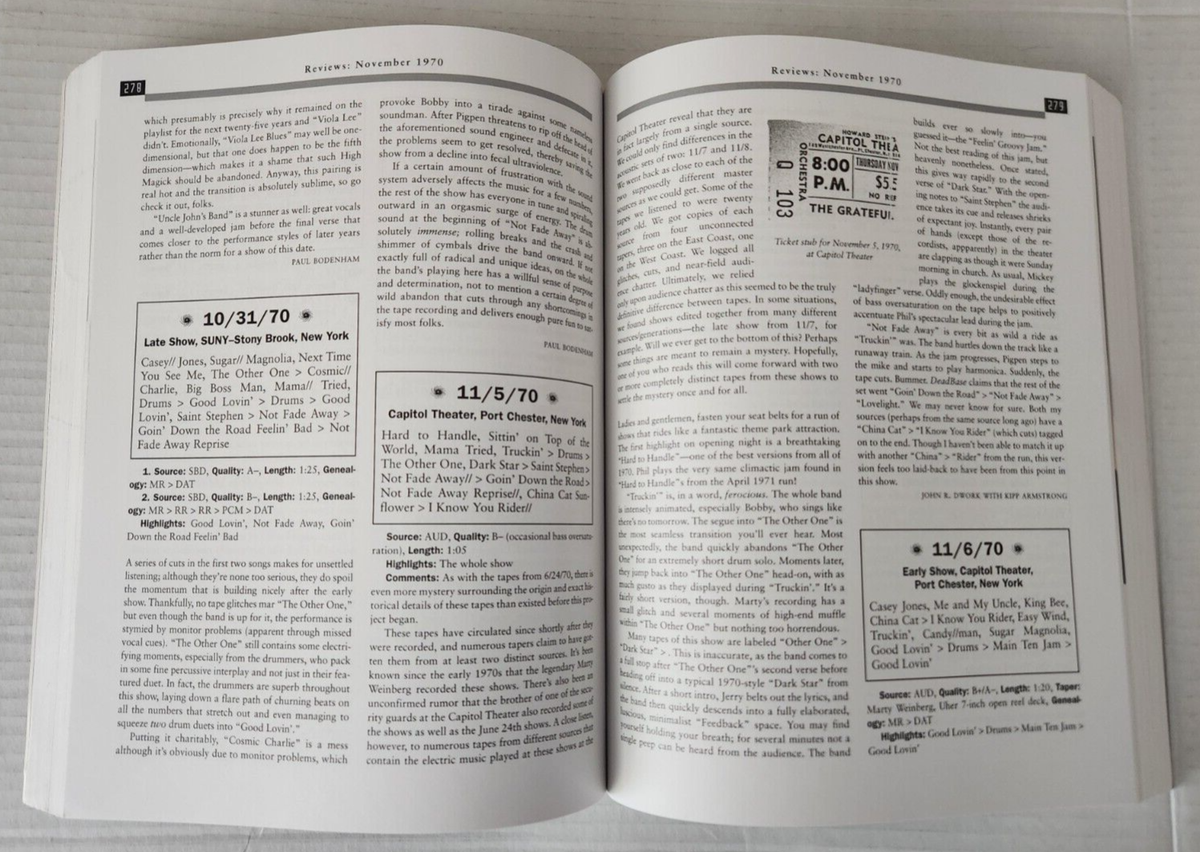 278
Reviews: November 1970
which presumably is precisely why it remained on the
playlist for the next twenty-five years and "Viola Lee"
didn't. Emotionally, "Viola Lee Blues" may well be one-
dimensional, but that one does happen to be the fifth
dimension—which makes it a shame that such High
Magick should be abandoned. Anyway, this pairing is
real hot and the transition is absolutely sublime, so go
check it out, folks.
"Uncle John's Band" is a stunner as well: great vocals
and a well-developed jam before the final verse that
comes closer to the performance styles of later years
rather than the norm for a show of this date.
PAUL BODENHAM
10/31/70
Late Show, SUNY–Stony Brook, New York
Casey// Jones, Sugar// Magnolia, Next Time
You See Me, The Other One > Cosmic//
Charlie, Big Boss Man, Mama// Tried,
Drums > Good Lovin' > Drums > Good
Lovin', Saint Stephen > Not Fade Away >
Goin' Down the Road Feelin' Bad > Not
Fade Away Reprise
1. Source: SBD, Quality: A–, Length: 1:25, Geneal-
ogy: MR > DAT
2. Source: SBD, Quality: B–, Length: 1:25, Geneal-
ogy: MR > RR > RR > PCM > DAT
Highlights: Good Lovin', Not Fade Away, Goin'
Down the Road Feelin' Bad
A series of cuts in the first two songs makes for unsettled
listening; although they're none too serious, they do spoil
the momentum that is building nicely after the early
show. Thankfully, no tape glitches mar "The Other One,"
but even though the band is up for it, the performance is
stymied by monitor problems (apparent through missed
vocal cues). "The Other One" still contains some electri-
fying moments, especially from the drummers, who pack
in some fine percussive interplay and not just in their fea-
tured duet. In fact, the drummers are superb throughout
this show, laying down a flare path of churning beats on
all the numbers that stretch out and even managing to
squeeze two drum duets into "Good Lovin'."
Putting it charitably, "Cosmic Charlie" is a mess
although it's obviously due to monitor problems, which
provoke Bobby into a tirade against some nameless
soundman. After Pigpen threatens to rip off the head of
the aforementioned sound engineer and defecate in it,
the problems seem to get resolved, thereby saving the
show from a decline into fecal ultraviolence.
If a certain amount of frustration with the sound
system adversely affects the music for a few numbers,
the rest of the show has everyone in tune and spiraling
outward in an orgasmic surge of energy. The drum
sound at the beginning of "Not Fade Away" is ab-
solutely immense; rolling breaks and the crash and
shimmer of cymbals drive the band onward. If not
exactly full of radical and unique ideas, on the whole
the band's playing here has a willful sense of purpose
and determination, not to mention a certain degree of
wild abandon that cuts through any shortcomings in
the tape recording and delivers enough pure fun to sat-
isfy most folks.
PAUL BODENHAM
11/5/70
Capitol Theater, Port Chester, New York
Hard to Handle, Sittin' on Top of the
World, Mama Tried, Truckin' > Drums >
The Other One, Dark Star > Saint Stephen >
Not Fade Away// > Goin' Down the Road >
Not Fade Away Reprise//, China Cat Sun-
flower > I Know You Rider//
Source: AUD, Quality: B– (occasional bass oversatu-
ration), Length: 1:05
Highlights: The whole show
Comments: As with the tapes from 6/24/70, there is
even more mystery surrounding the origin and exact his-
torical details of these tapes than existed before this pro-
ject began.
These tapes have circulated since shortly after they
were recorded, and numerous tapers claim to have got-
ten them from at least two distinct sources. It's been
known since the early 1970s that the legendary Marty
Weinberg recorded these shows. There's also been an
unconfirmed rumor that the brother of one of the secu-
rity guards at the Capitol Theater also recorded some of
the shows as well as the June 24th shows. A close listen,
however, to numerous tapes from different sources that
contain the electric music played at these shows at the
Reviews: November 1970
279
Capitol Theater reveal that they are
in fact largely from a single source.
We could only find differences in the
acoustic sets of two: 11/7 and 11/8.
We went back as close to each of the
two supposedly different master
sources as we could get. Some of the
tapes we listened to were twenty
years old. We got copies of each
source from four unconnected
tapers, three on the East Coast, one
on the West Coast. We logged all
glitches, cuts, and near-field audi-
ence chatter. Ultimately, we relied
only upon audience chatter as this seemed to be the truly
definitive difference between tapes. In some situations,
we found shows edited together from many different
sources/generations—the late show from 11/7, for
example. Will we ever get to the bottom of this? Perhaps
some things are meant to remain a mystery. Hopefully,
one of you who reads this will come forward with two
or more completely distinct tapes from these shows to
settle the mystery once and for all.
Ladies and gentlemen, fasten your seat belts for a run of
shows that rides like a fantastic theme park attraction.
The first highlight on opening night is a breathtaking
"Hard to Handle"—one of the best versions from all of
1970. Phil plays the very same climactic jam found in
"Hard to Handle"s from the April 1971 run!
"Truckin'" is, in a word, ferocious. The whole band
is intensely animated, especially Bobby, who sings like
there's no tomorrow. The segue into "The Other One" is
the most seamless transition you'll ever hear. Most
unexpectedly, the band quickly abandons "The Other
One" for an extremely short drum solo. Moments later,
they jump back into "The Other One" head-on, with as
much gusto as they displayed during "Truckin'." It's a
fairly short version, though. Marty's recording has a
small glitch and several moments of high-end muffle
within "The Other One" but nothing too horrendous.
Many tapes of this show are labeled "Other One" >
"Dark Star" >. This is inaccurate, as the band comes to
a full stop after "The Other One"'s second verse before
heading off into a typical 1970-style "Dark Star" from
silence. After a short intro, Jerry belts out the lyrics, and
the band then quickly descends into a fully elaborated,
luscious, minimalist "Feedback" space. You may find
yourself holding your breath; for several minutes not a
single peep can be heard from the audience. The band
HOWARD STEIN'S
CAPITOL THEA
ORCHESTRA
O 103
8:00
P.M.
THURSDAY NOV
$5
NO REF
THE GRATEFUL
Ticket stub for November 5, 1970,
at Capitol Theater
builds ever so slowly into—you
guessed it—the "Feelin' Groovy Jam."
Not the best reading of this jam, but
heavenly nonetheless. Once stated,
this gives way rapidly to the second
verse of "Dark Star." With the open-
ing notes to "Saint Stephen" the audi-
ence takes its cue and releases shrieks
of expectant joy. Instantly, every pair
of hands (except those of the re-
cordists, appparently) in the theater
are clapping as though it were Sunday
morning in church. As usual, Mickey
plays the glockenspiel during the
"ladyfinger" verse. Oddly enough, the undesirable effect
of bass oversaturation on the tape helps to positively
accentuate Phil's spectacular lead during the jam.
"Not Fade Away" is every bit as wild a ride as
"Truckin'" was. The band hurtles down the track like a
runaway train. As the jam progresses, Pigpen steps to
the mike and starts to play harmonica. Suddenly, the
tape cuts. Bummer. DeadBase claims that the rest of the
set went "Goin' Down the Road" > "Not Fade Away" >
"Lovelight." We may never know for sure. Both my
sources (perhaps from the same source long ago) have a
"China Cat" > "I Know You Rider" (which cuts) tagged
on to the end. Though I haven't been able to match it up
with another "China" > "Rider" from the run, this ver-
sion feels too laid-back to have been from this point in
this show.
JOHN R. DWORK WITH KIPP ARMSTRONG
11/6/70
Early Show, Capitol Theater,
Port Chester, New York
Casey Jones, Me and My Uncle, King Bee,
China Cat > I Know You Rider, Easy Wind,
Truckin', Candy//man, Sugar Magnolia,
Good Lovin' > Drums > Main Ten Jam >
Good Lovin'
Source: AUD, Quality: B+/A–, Length: 1:20, Taper:
Marty Weinberg, Uher 7-inch open reel deck, Geneal-
ogy: MR > DAT
Highlights: Good Lovin' > Drums > Main Ten Jam >
Good Lovin'